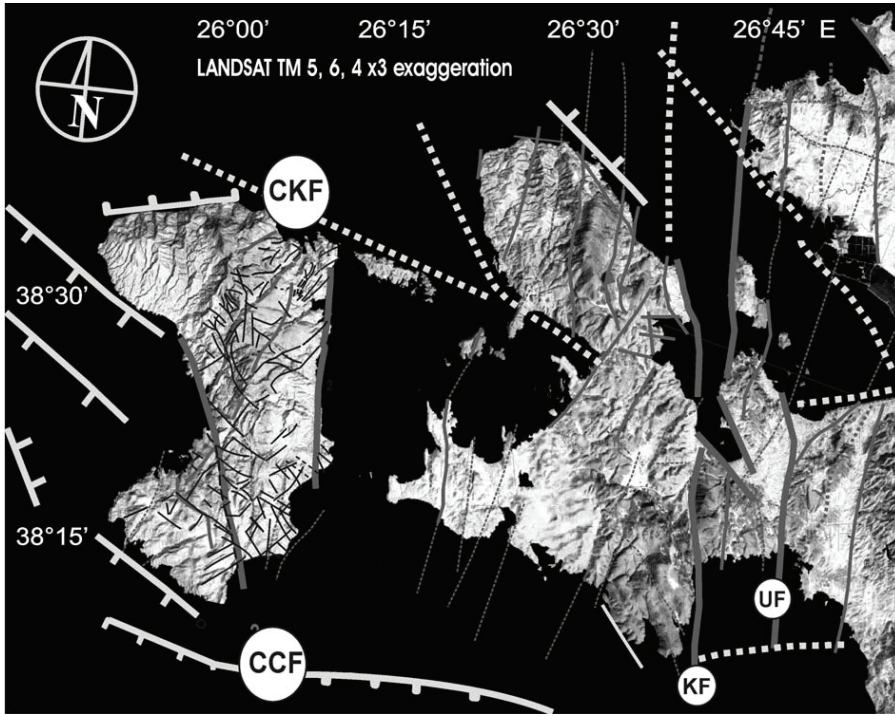 26°00' 26°15' 26°30' 26°45' E
LANDSAT TM 5, 6, 4 x3 exaggeration
N
CKF
38°30'
38°15'
UF
CCF
KF